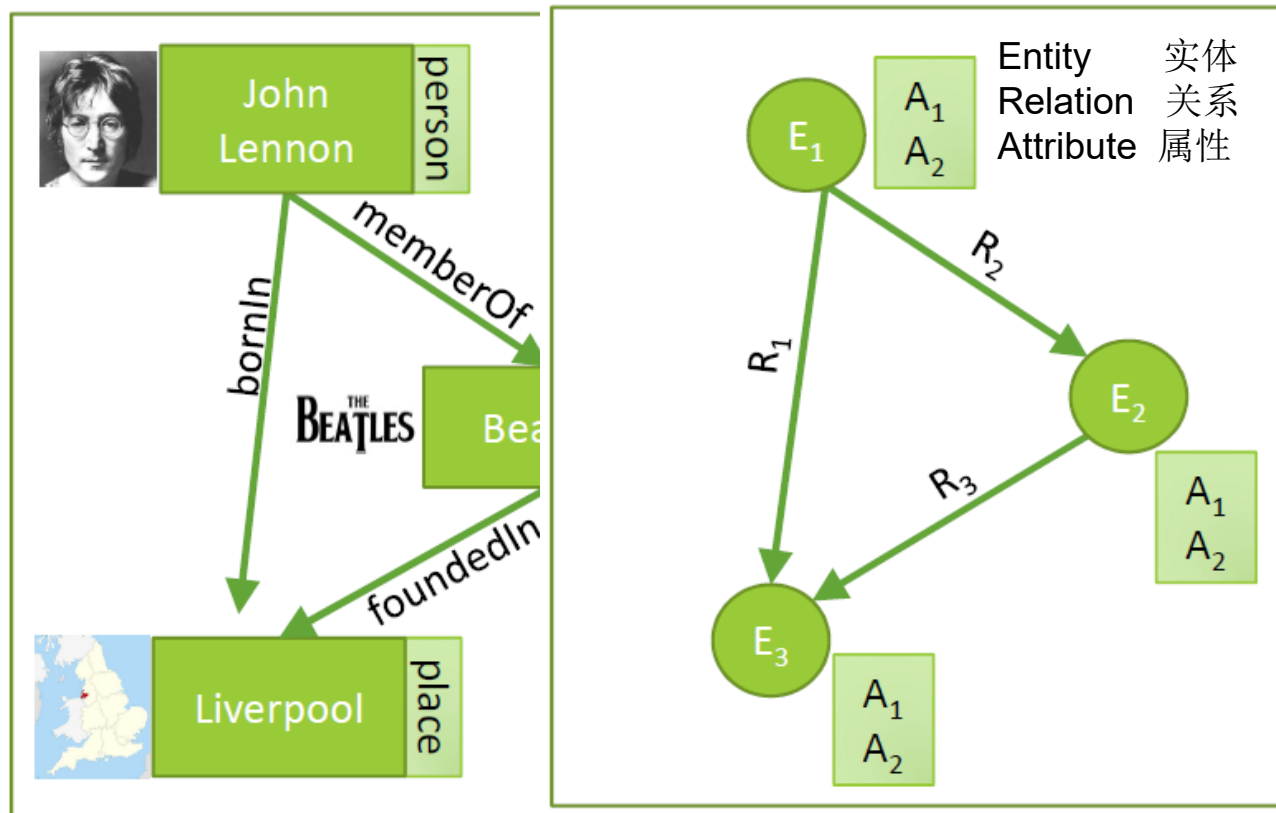 John
Lennon
person
memberOf
bornIn
THE
BEATLES
Bea
foundedIn
Liverpool
place
Entity 实体
Relation 关系
Attribute 属性
E1
A1
A2
R2
R1
E2
R3
A1
A2
E3
A1
A2